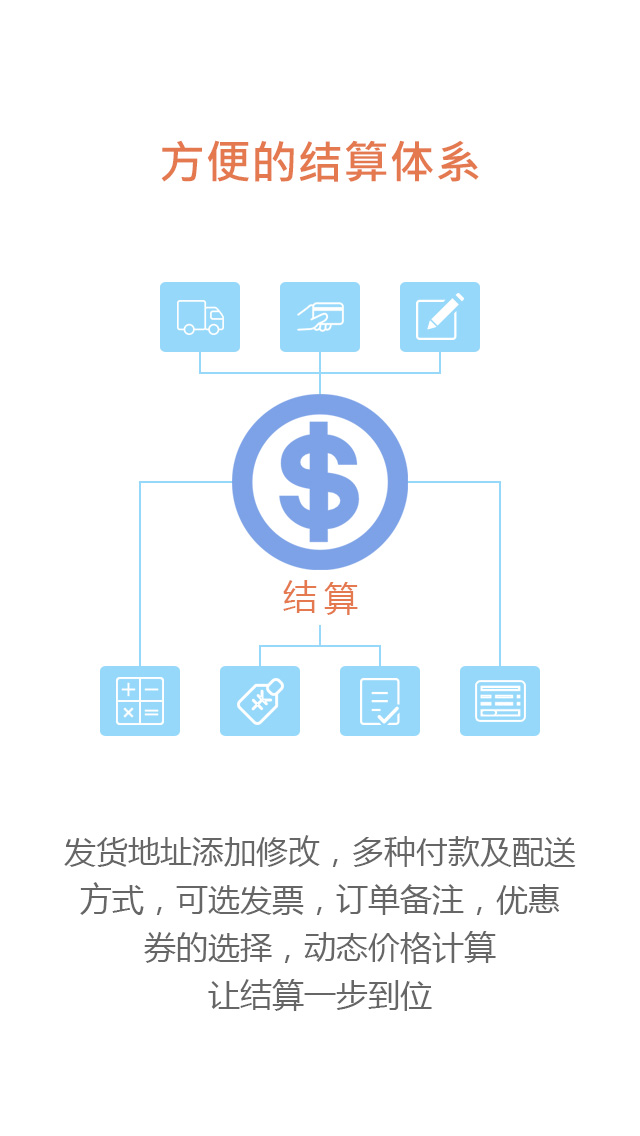 方便的结算体系
结算
发货地址添加修改，多种付款及配送
方式，可选发票，订单备注，优惠
券的选择，动态价格计算
让结算一步到位